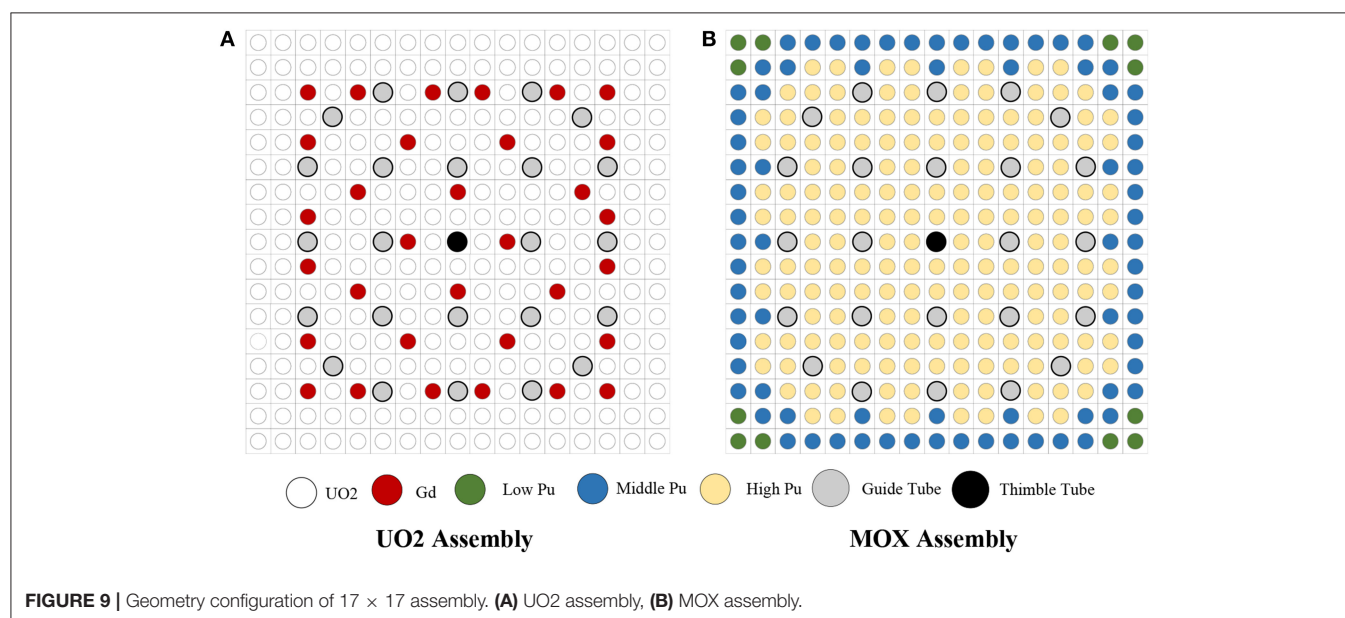 A
B
UO2
Gd
Low Pu
Middle Pu
High Pu
Guide Tube
Thimble Tube
UO2 Assembly
MOX Assembly
FIGURE 9 | Geometry configuration of 17 × 17 assembly. (A) UO2 assembly, (B) MOX assembly.